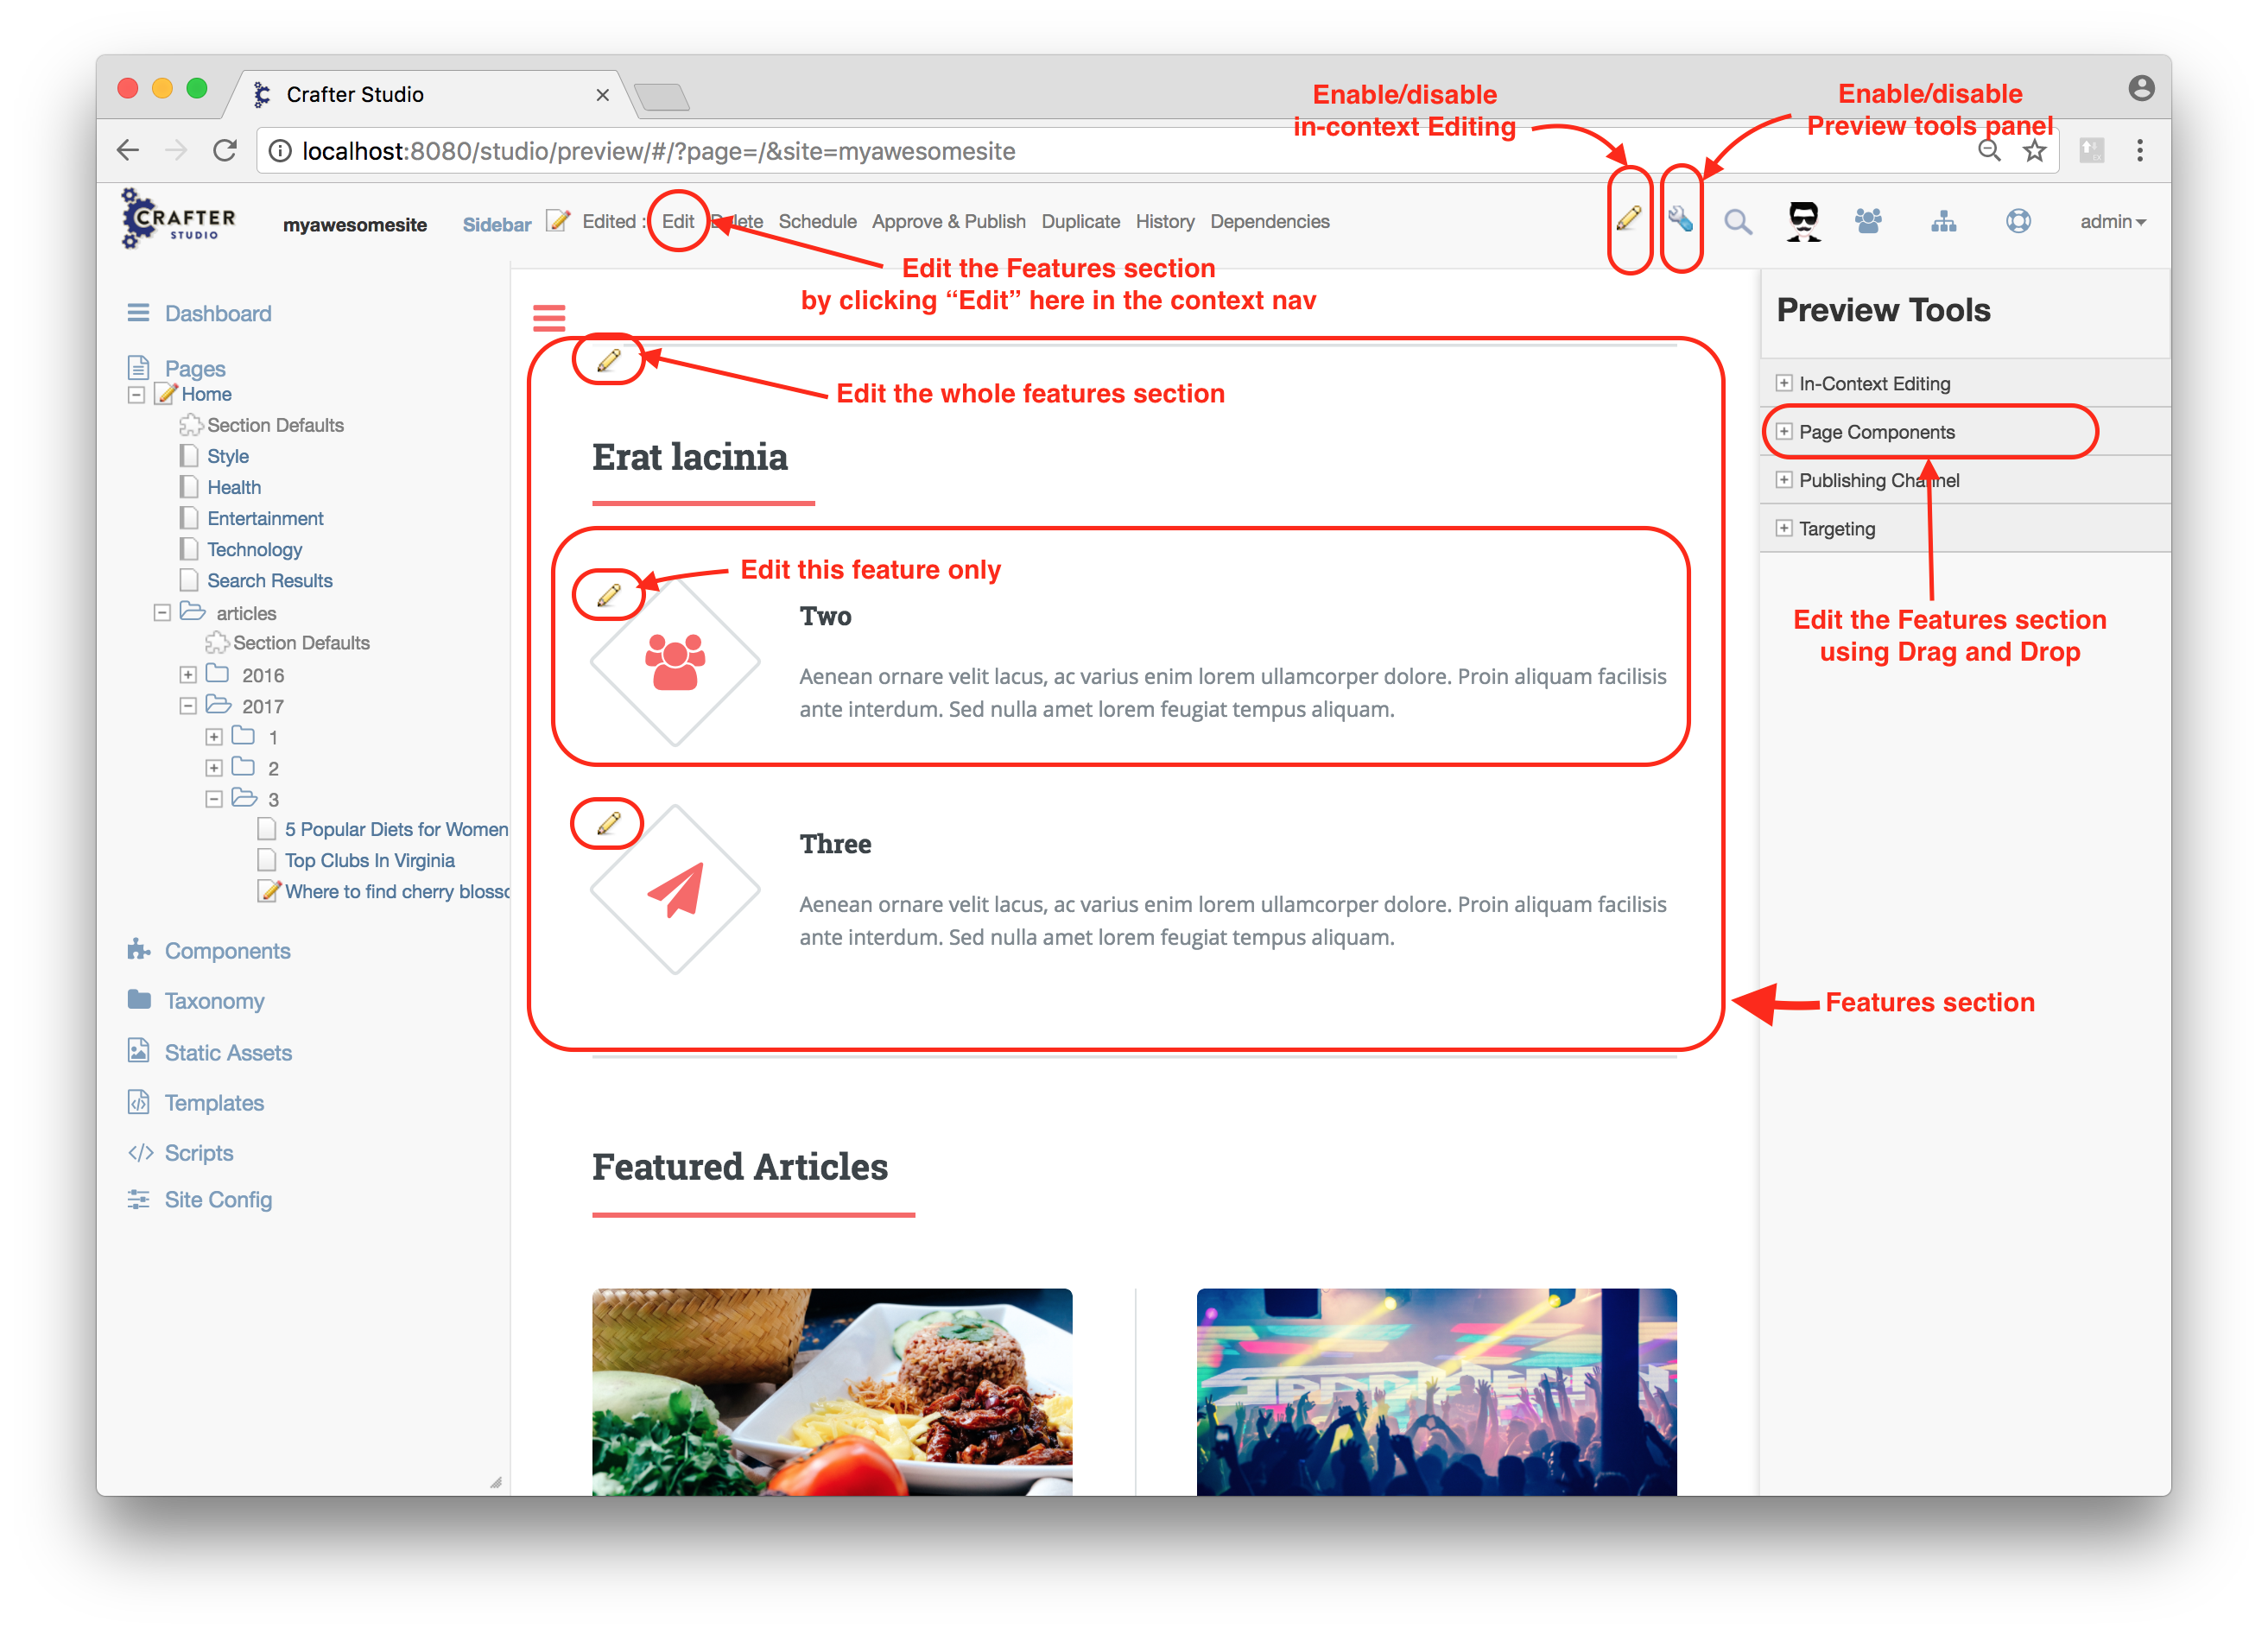 Crafter Studio
Enable/disable
in-context Editing
Enable/disable
Preview tools panel
localhost:8080/studio/preview/#/?page=/&site=myawesomesite
CRAFTER
STUDIO
myawesomesite
Sidebar
Edited :
Edit
Delete
Schedule
Approve & Publish
Duplicate
History
Dependencies
admin
Edit the Features section
by clicking “Edit” here in the context nav
Dashboard
Pages
Home
Section Defaults
Style
Health
Entertainment
Technology
Search Results
articles
Section Defaults
2016
2017
1
2
3
5 Popular Diets for Women
Top Clubs In Virginia
Where to find cherry blosso
Components
Taxonomy
Static Assets
Templates
Scripts
Site Config
Edit the whole features section
Erat lacinia
Edit this feature only
Two
Aenean ornare velit lacus, ac varius enim lorem ullamcorper dolore. Proin aliquam facilisis
ante interdum. Sed nulla amet lorem feugiat tempus aliquam.
Three
Aenean ornare velit lacus, ac varius enim lorem ullamcorper dolore. Proin aliquam facilisis
ante interdum. Sed nulla amet lorem feugiat tempus aliquam.
Featured Articles
Preview Tools
In-Context Editing
Page Components
Publishing Channel
Targeting
Edit the Features section
using Drag and Drop
Features section